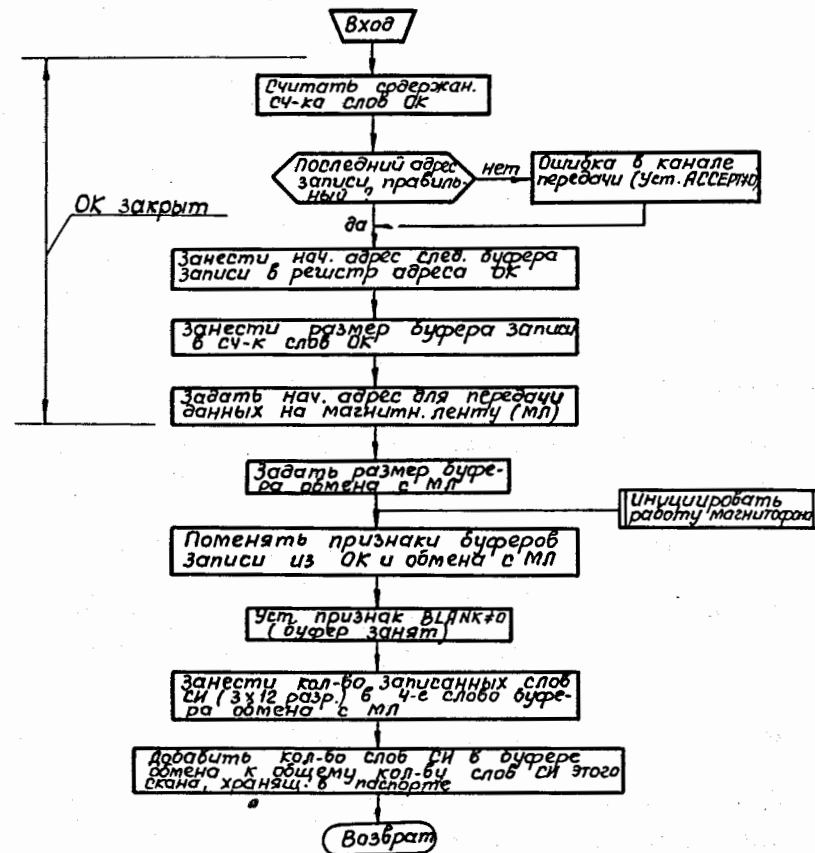 Вход
Считать содержан.
сч-ка слов ОК
Последний адрес
записи правиль-
ный ?
нет
Ошибка в канале
передачи (Уст. ACCEPT≠0)
да
ОК закрыт
Занести нач. адрес след. буфера
записи в регистр адреса ОК
Занести размер буфера записи
в сч-к слов ОК
Задать нач. адрес для передачи
данных на магнитн. ленту (МЛ)
Задать размер буфе-
ра обмена с МЛ
Инициировать
работу магнитофона
Поменять признаки буферов
записи из ОК и обмена с МЛ
Уст признак BLANK≠0
(буфер занят)
Занести кол-во записанных слов
СИ (3×12 разр.) в 4-е слово буфе-
ра обмена с МЛ
Добавить кол-во слов СИ в буфере
обмена к общему кол-ву слов СИ этого
скана, хранящ. в паспорте
Возврат